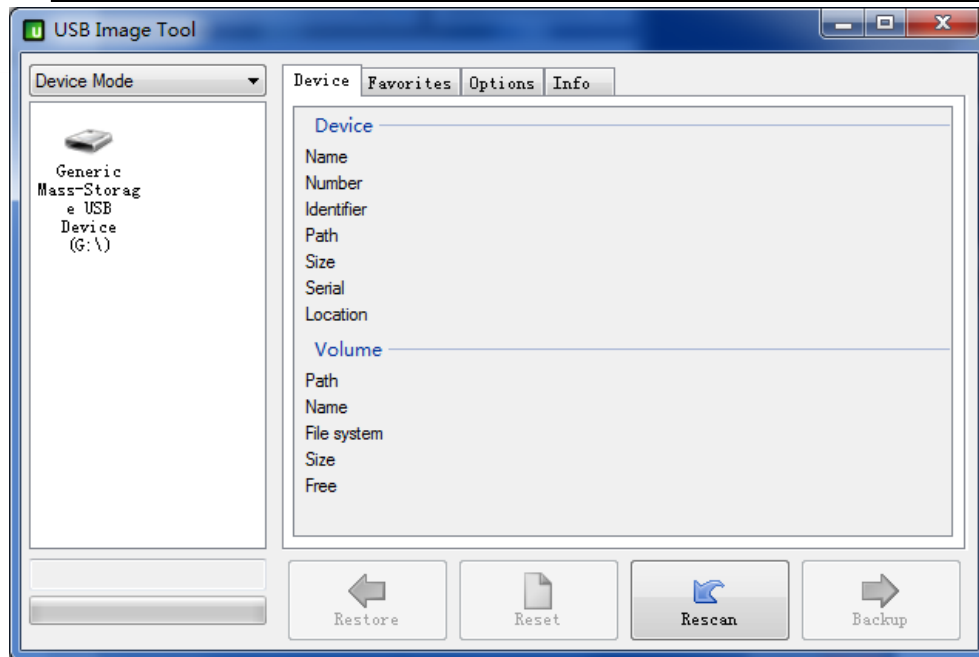 USB Image Tool
Device Mode
Generic
Mass-Storag
e USB
Device
(G:\)
Device Favorites Options Info
Device
Name
Number
Identifier
Path
Size
Serial
Location
Volume
Path
Name
File system
Size
Free
Restore Reset Rescan Backup